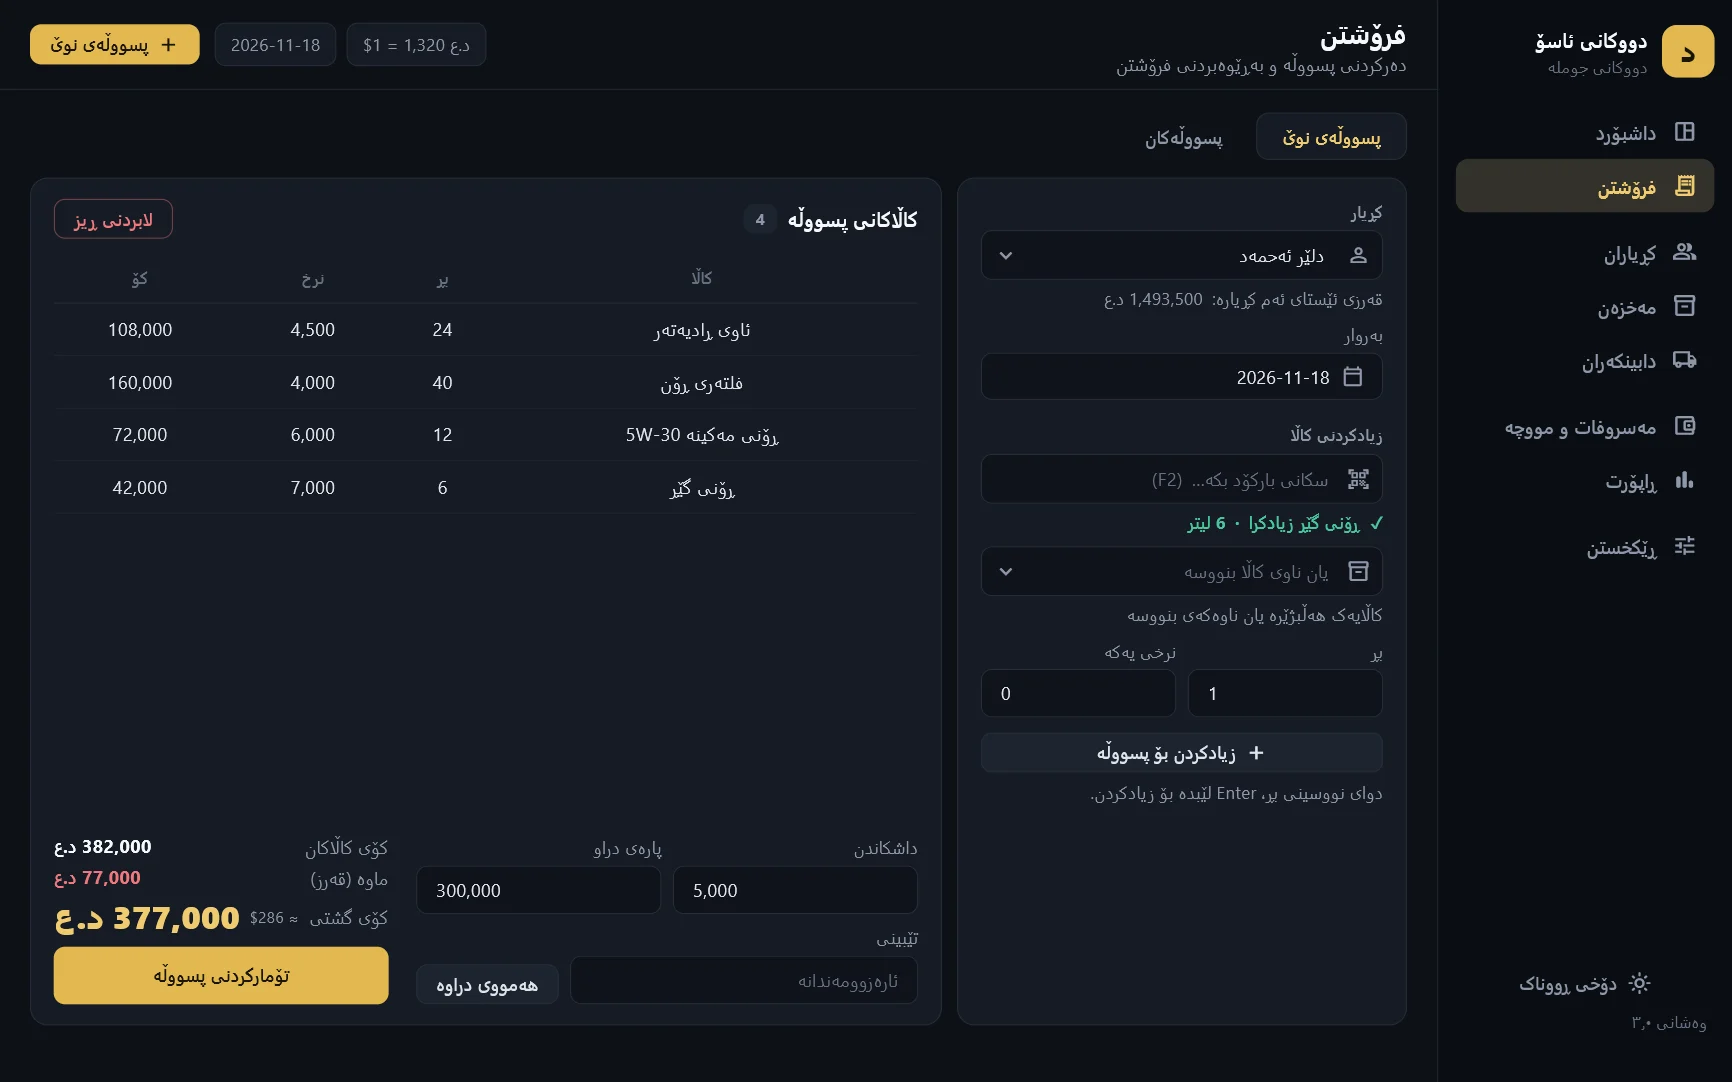 د
دووکانی ئاسۆ
دووکانی جوملە
داشبۆرد
فرۆشتن
کڕیاران
مەخزەن
دابینکەران
مەسروفات و مووچە
ڕاپۆرت
ڕێکخستن
دۆخی ڕووناک
وەشانی ٣٫٠
فرۆشتن
دەرکردنی پسووڵە و بەڕێوەبردنی فرۆشتن
$1 = 1,320 د.ع
2026-11-18
+ پسووڵەی نوێ
پسووڵەی نوێ
پسووڵەکان
کڕیار
دلێر ئەحمەد
قەرزی ئێستای ئەم کڕیارە: 1,493,500 د.ع
بەروار
2026-11-18
زیادکردنی کاڵا
سکانی بارکۆد بکە... (F2)
✓ ڕۆنی گێڕ زیادکرا · 6 لیتر
یان ناوی کاڵا بنووسە
کاڵایەک هەڵبژێرە یان ناوەکەی بنووسە
بڕ
نرخی یەکە
1
0
+ زیادکردن بۆ پسووڵە
دوای نووسینی بڕ، Enter لێبدە بۆ زیادکردن.
کاڵاکانی پسووڵە 4
لابردنی ڕیز
کاڵا بڕ نرخ کۆ
ئاوی ڕادیەتەر 24 4,500 108,000
فلتەری ڕۆن 40 4,000 160,000
ڕۆنی مەکینە 5W-30 12 6,000 72,000
ڕۆنی گێڕ 6 7,000 42,000
داشکاندن
پارەی دراو
5,000
300,000
تێبینی
ئارەزوومەندانە
هەمووی دراوە
کۆی کاڵاکان 382,000 د.ع
ماوە (قەرز) 77,000 د.ع
کۆی گشتی ≈ $286 377,000 د.ع
تۆمارکردنی پسووڵە